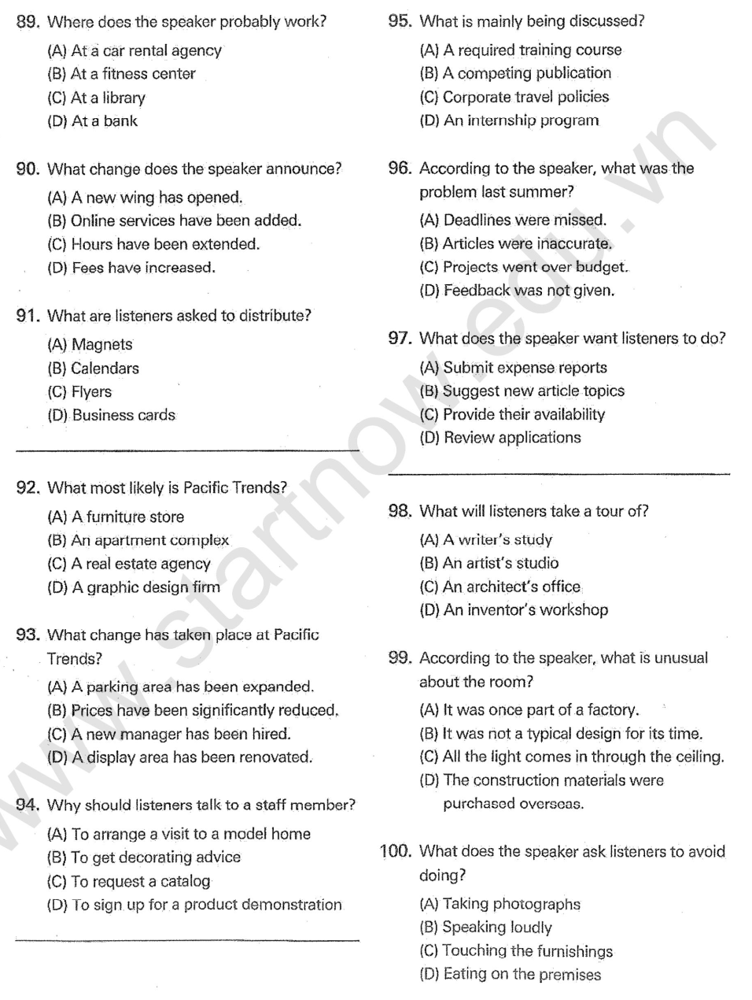 89. Where does the speaker probably work?
(A) At a car rental agency
(B) At a fitness center
(C) At a library
(D) At a bank
90. What change does the speaker announce?
(A) A new wing has opened.
(B) Online services have been added.
(C) Hours have been extended.
(D) Fees have increased.
91. What are listeners asked to distribute?
(A) Magnets
(B) Calendars
(C) Flyers
(D) Business cards
92. What most likely is Pacific Trends?
(A) A furniture store
(B) An apartment complex
(C) A real estate agency
(D) A graphic design firm
93. What change has taken place at Pacific
Trends?
(A) A parking area has been expanded.
(B) Prices have been significantly reduced.
(C) A new manager has been hired.
(D) A display area has been renovated.
94. Why should listeners talk to a staff member?
(A) To arrange a visit to a model home
(B) To get decorating advice
(C) To request a catalog
(D) To sign up for a product demonstration
95. What is mainly being discussed?
(A) A required training course
(B) A competing publication
(C) Corporate travel policies
(D) An internship program
96. According to the speaker, what was the
problem last summer?
(A) Deadlines were missed.
(B) Articles were inaccurate.
(C) Projects went over budget.
(D) Feedback was not given.
97. What does the speaker want listeners to do?
(A) Submit expense reports
(B) Suggest new article topics
(C) Provide their availability
(D) Review applications
98. What will listeners take a tour of?
(A) A writer's study
(B) An artist's studio
(C) An architect's office
(D) An inventor's workshop
99. According to the speaker, what is unusual
about the room?
(A) It was once part of a factory.
(B) It was not a typical design for its time.
(C) All the light comes in through the ceiling.
(D) The construction materials were
purchased overseas.
100. What does the speaker ask listeners to avoid
doing?
(A) Taking photographs
(B) Speaking loudly
(C) Touching the furnishings
(D) Eating on the premises
www.startnow.edu.vn